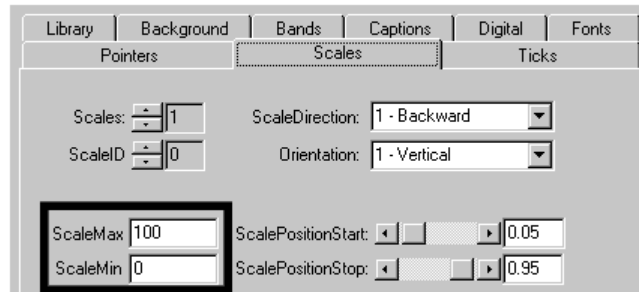 Library Background Bands Captions Digital Fonts
Pointers Scales Ticks
Scales: 1 ScaleDirection: 1 - Backward
ScaleID 0 Orientation: 1 - Vertical
ScaleMax 100 ScalePositionStart: 0.05
ScaleMin 0 ScalePositionStop: 0.95